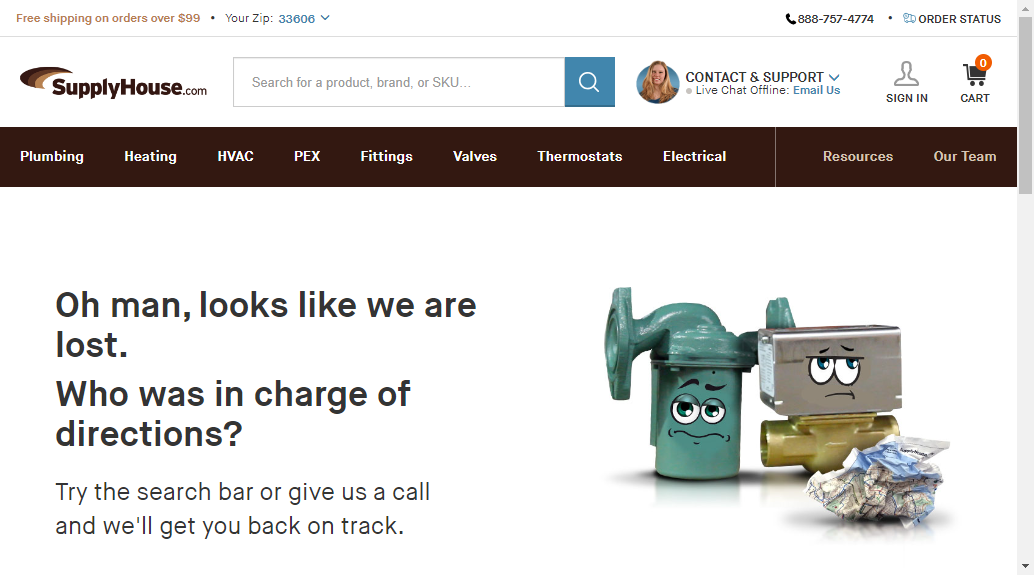 Free shipping on orders over $99 • Your Zip: 33606
888-757-4774 • ORDER STATUS
SupplyHouse.com
Search for a product, brand, or SKU...
CONTACT & SUPPORT
Live Chat Offline: Email Us
SIGN IN
0
CART
Plumbing Heating HVAC PEX Fittings Valves Thermostats Electrical Resources Our Team
Oh man, looks like we are
lost.
Who was in charge of
directions?
Try the search bar or give us a call
and we'll get you back on track.
SupplyHouse